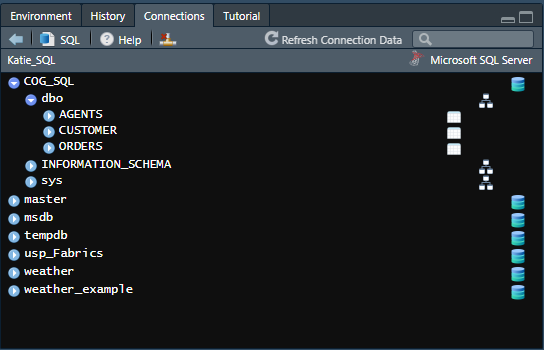 Environment History Connections Tutorial
SQL Help Refresh Connection Data
Katie_SQL Microsoft SQL Server
COG_SQL
dbo
AGENTS
CUSTOMER
ORDERS
INFORMATION_SCHEMA
sys
master
msdb
tempdb
usp_Fabrics
weather
weather_example